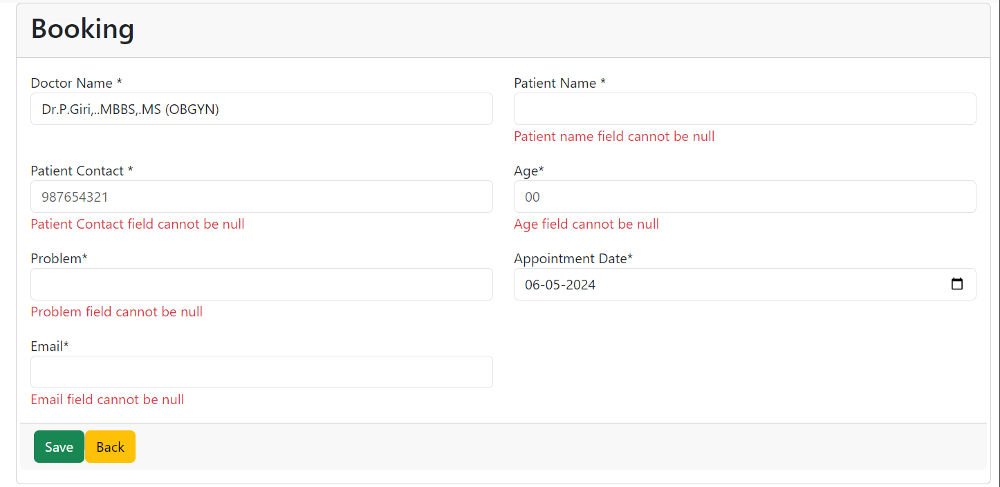 Booking
Doctor Name *
Patient Name *
Dr.P.Giri,..MBBS,.MS (OBGYN)
Patient name field cannot be null
Patient Contact *
Age*
987654321
00
Patient Contact field cannot be null
Age field cannot be null
Problem*
Appointment Date*
06-05-2024
Problem field cannot be null
Email*
Email field cannot be null
Save
Back